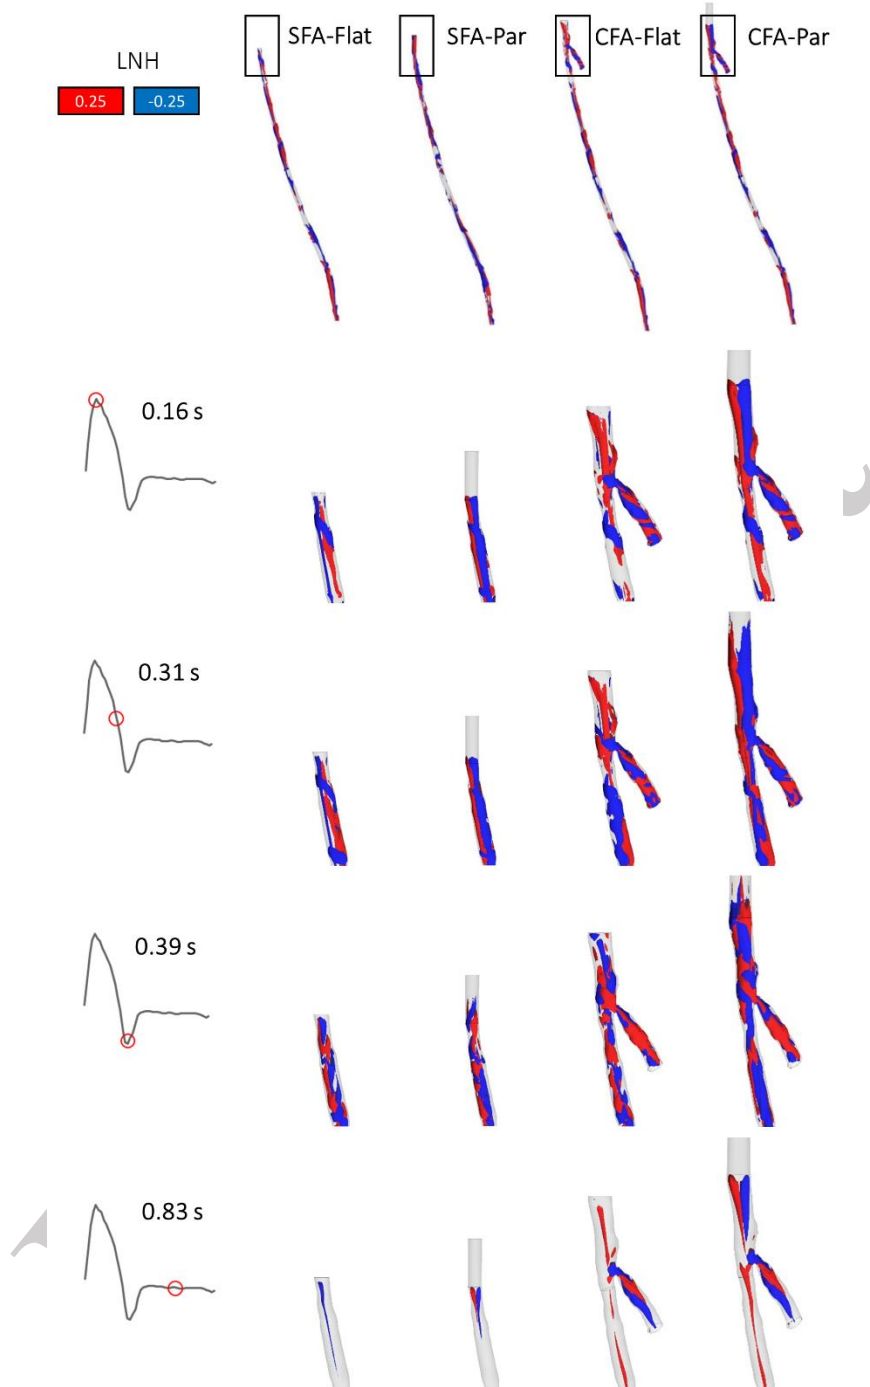 SFA-Flat SFA-Par CFA-Flat CFA-Par
LNH
0.25 -0.25
0.16 s
0.31 s
0.39 s
0.83 s